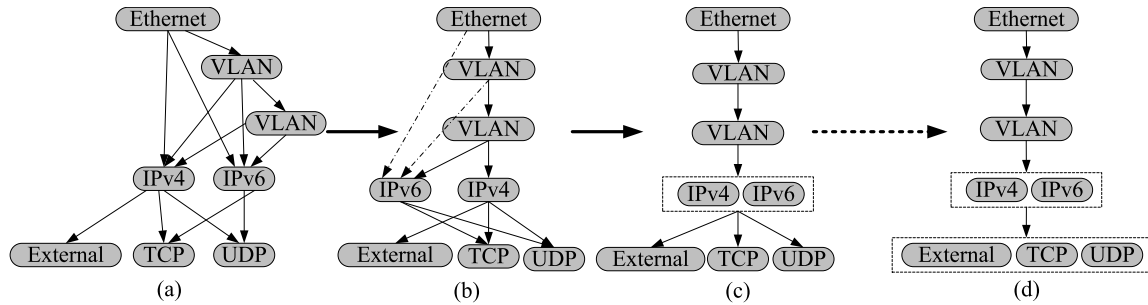 Ethernet
VLAN
VLAN
IPv4 IPv6
External TCP UDP
(a)
Ethernet
VLAN
VLAN
IPv6 IPv4
External TCP UDP
(b)
Ethernet
VLAN
VLAN
IPv4 IPv6
External TCP UDP
(c)
Ethernet
VLAN
VLAN
IPv4 IPv6
External TCP UDP
(d)